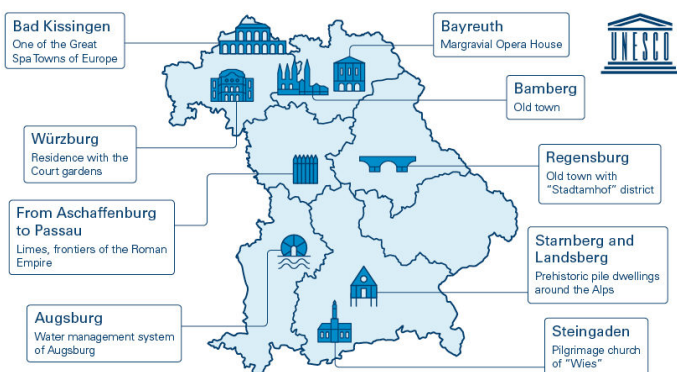 Bad Kissingen
One of the Great
Spa Towns of Europe
Bayreuth
Margravial Opera House
UNESCO
Bamberg
Old town
Würzburg
Residence with the
Court gardens
Regensburg
Old town with
"Stadtamhof" district
From Aschaffenburg
to Passau
Limes, frontiers of the Roman
Empire
Starnberg and
Landsberg
Prehistoric pile dwellings
around the Alps
Augsburg
Water management system
of Augsburg
Steingaden
Pilgrimage church
of "Wies"